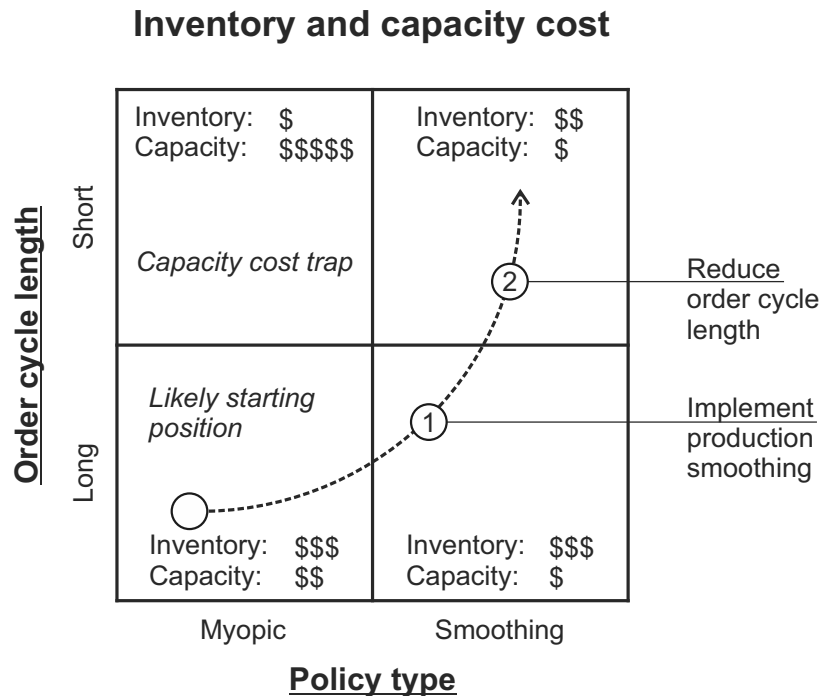 Inventory and capacity cost
Inventory: $
Capacity: $$$$$
Capacity cost trap
Inventory: $$
Capacity: $
2
Reduce
order cycle
length
Likely starting
position
Inventory: $$$
Capacity: $$
1
Implement
production
smoothing
Inventory: $$$
Capacity: $
Order cycle length
Short
Long
Myopic
Smoothing
Policy type